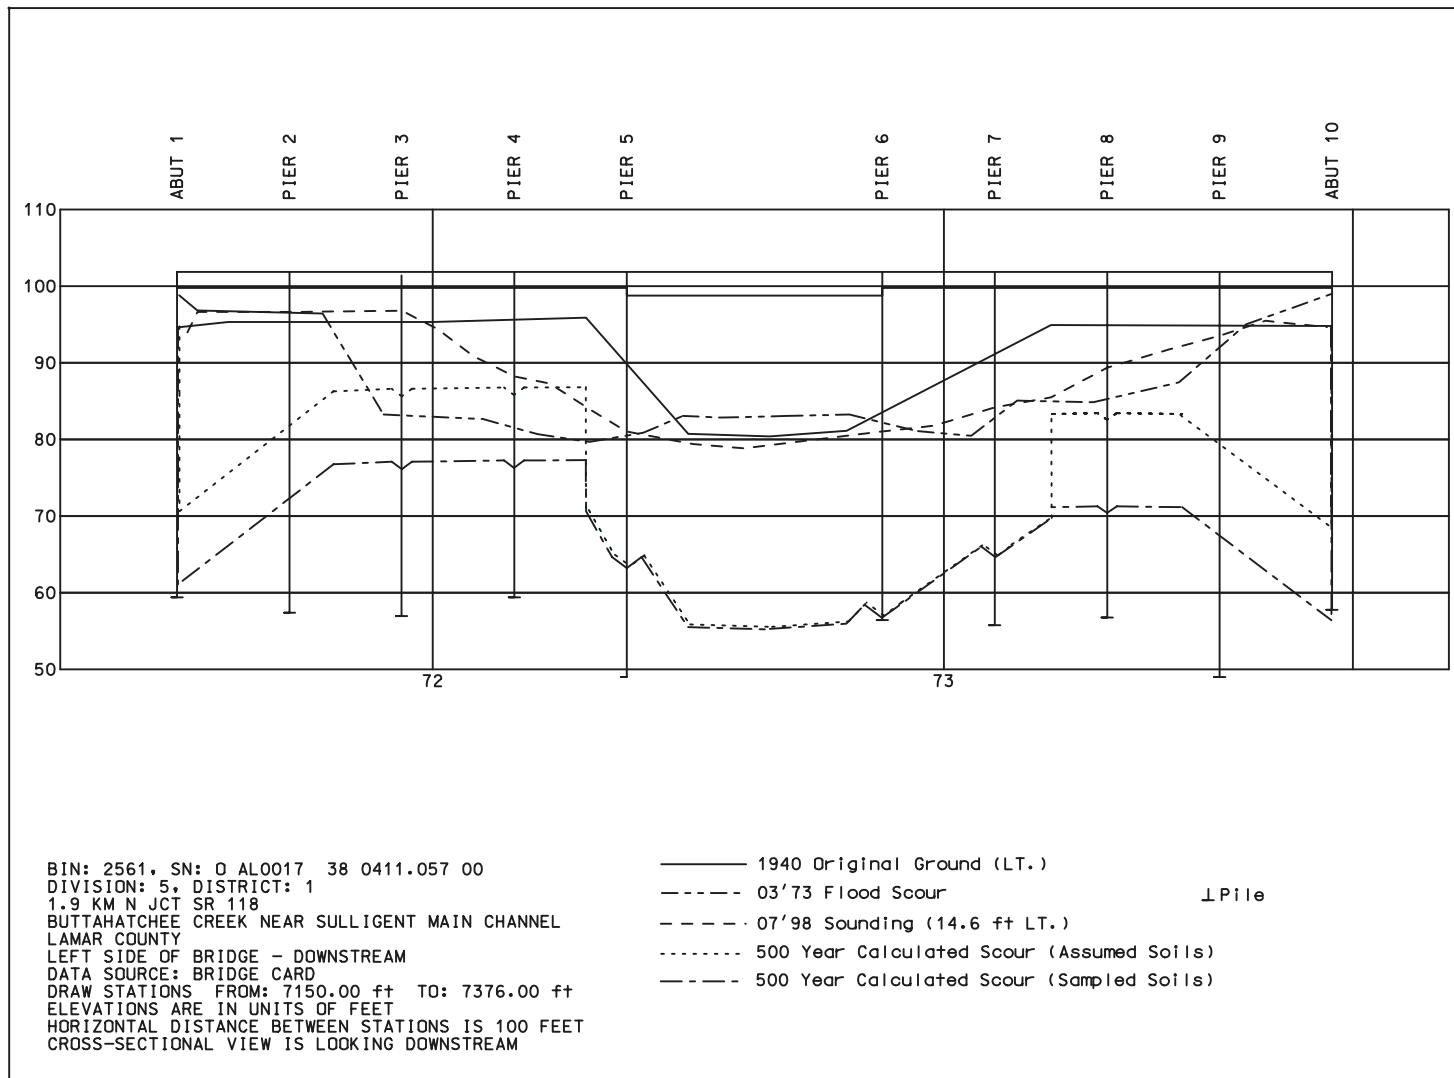 ABUT 1
PIER 2
PIER 3
PIER 4
PIER 5
PIER 6
PIER 7
PIER 8
PIER 9
ABUT 10
110
100
90
80
70
60
50
72
73
BIN: 2561, SN: 0 AL0017 38 0411.057 00
DIVISION: 5, DISTRICT: 1
1.9 KM N JCT SR 118
BUTTAHATCHEE CREEK NEAR SULLIGENT MAIN CHANNEL
LAMAR COUNTY
LEFT SIDE OF BRIDGE - DOWNSTREAM
DATA SOURCE: BRIDGE CARD
DRAW STATIONS FROM: 7150.00 ft TO: 7376.00 ft
ELEVATIONS ARE IN UNITS OF FEET
HORIZONTAL DISTANCE BETWEEN STATIONS IS 100 FEET
CROSS-SECTIONAL VIEW IS LOOKING DOWNSTREAM
1940 Original Ground (LT.)
03'73 Flood Scour
07'98 Sounding (14.6 ft LT.)
500 Year Calculated Scour (Assumed Soils)
500 Year Calculated Scour (Sampled Soils)
Pile